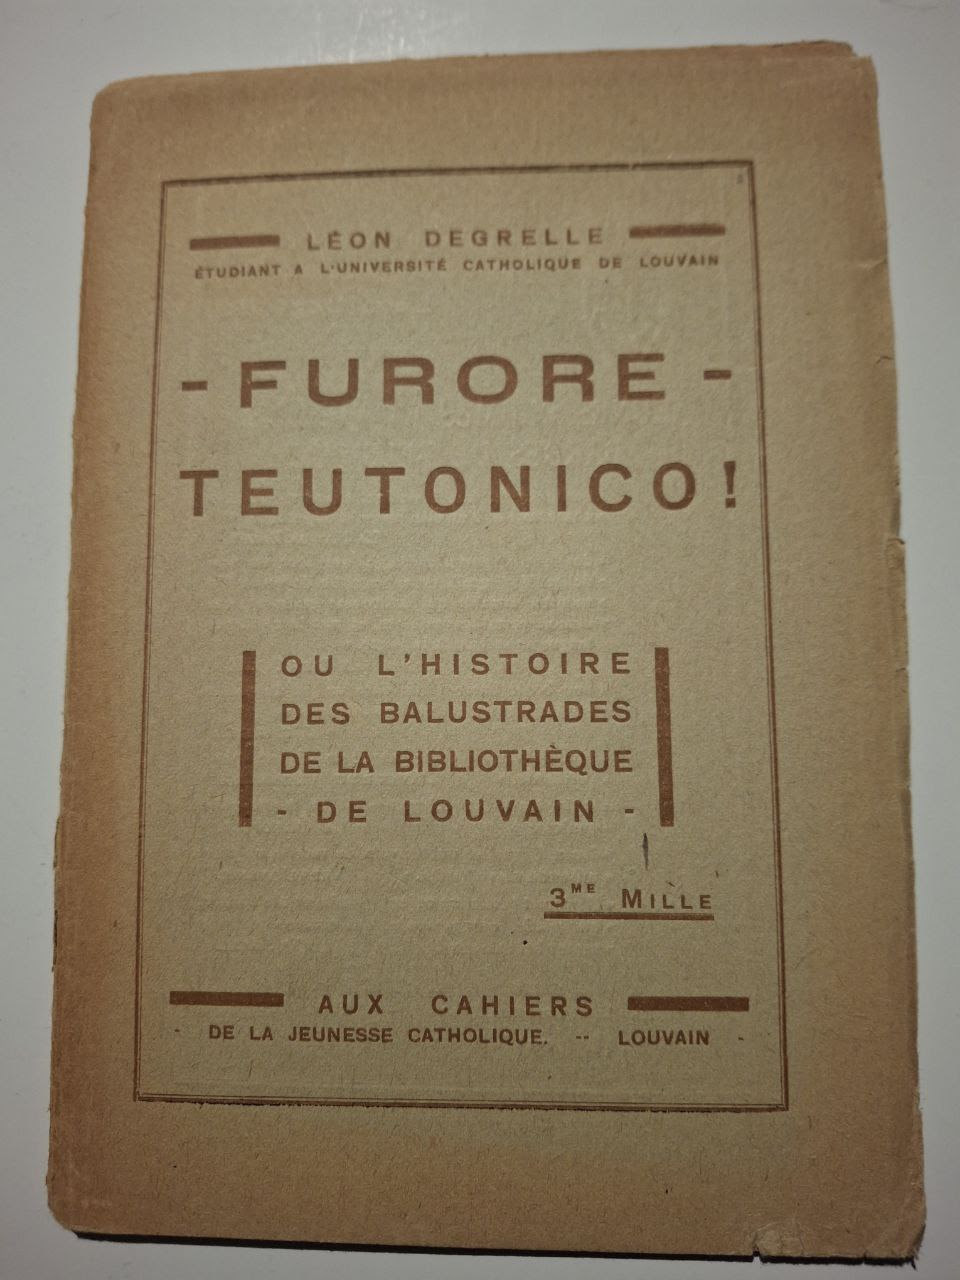 LÉON DEGRELLE
ÉTUDIANT A L'UNIVERSITÉ CATHOLIQUE DE LOUVAIN
- FURORE -
TEUTONICO!
OU L'HISTOIRE
DES BALUSTRADES
DE LA BIBLIOTHÈQUE
- DE LOUVAIN -
3ME MILLE
AUX CAHIERS
- DE LA JEUNESSE CATHOLIQUE. -- LOUVAIN -